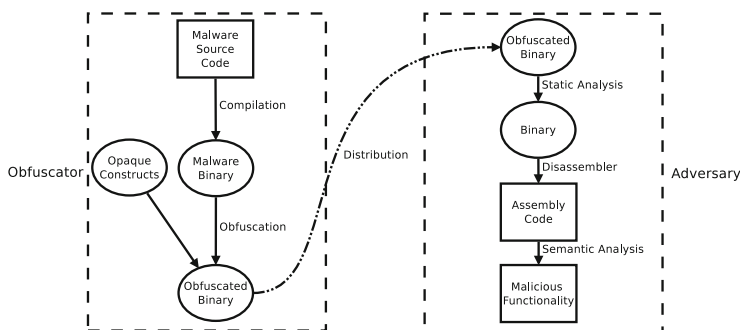 Obfuscator
Malware
Source
Code
Compilation
Opaque
Constructs
Malware
Binary
Obfuscation
Obfuscated
Binary
Distribution
Obfuscated
Binary
Static Analysis
Binary
Disassembler
Assembly
Code
Semantic Analysis
Malicious
Functionality
Adversary